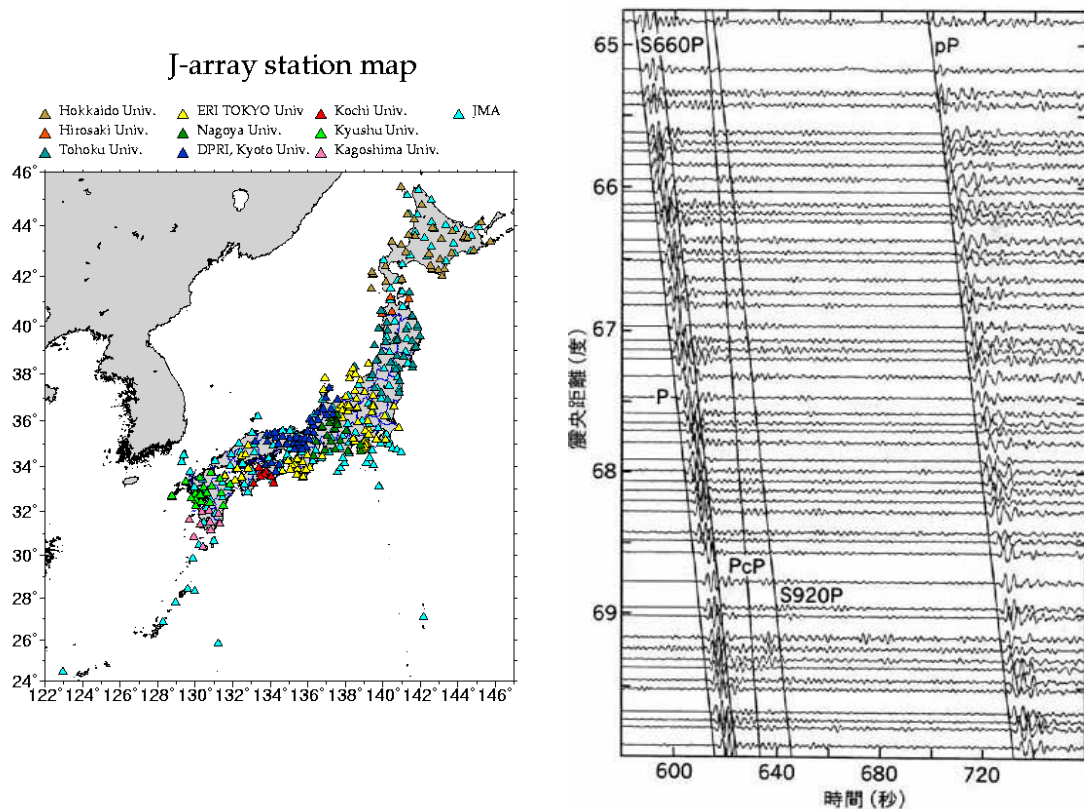 J-array station map
Hokkaido Univ. ERI TOKYO Univ Kochi Univ. JMA
Hirosaki Univ. Nagoya Univ. Kyushu Univ.
Tohoku Univ. DPRI, Kyoto Univ. Kagoshima Univ.
46°
44°
42°
40°
38°
36°
34°
32°
30°
28°
26°
24°
122° 124° 126° 128° 130° 132° 134° 136° 138° 140° 142° 144° 146°
S660P pP
65
66
67
P
68
PcP
S920P
69
震央距離(度)
600 640 680 720
時間(秒)